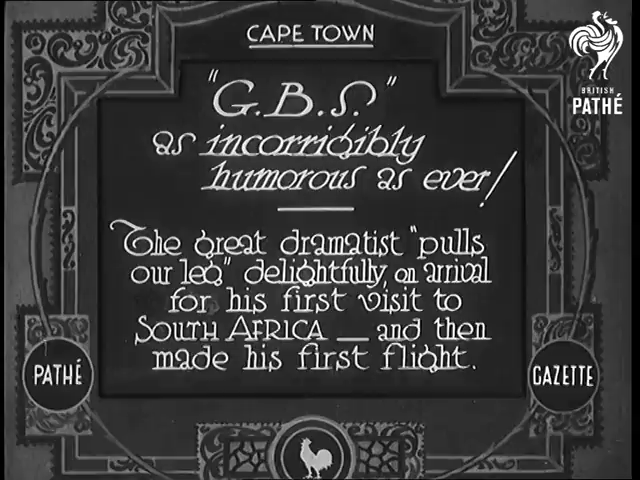 CAPE TOWN
BRITISH
PATHÉ
"G.B.S."
as incorrigibly
humorous as ever!
The great dramatist "pulls
our leg" delightfully, on arrival
for his first visit to
SOUTH AFRICA — and then
made his first flight.
PATHÉ
GAZETTE